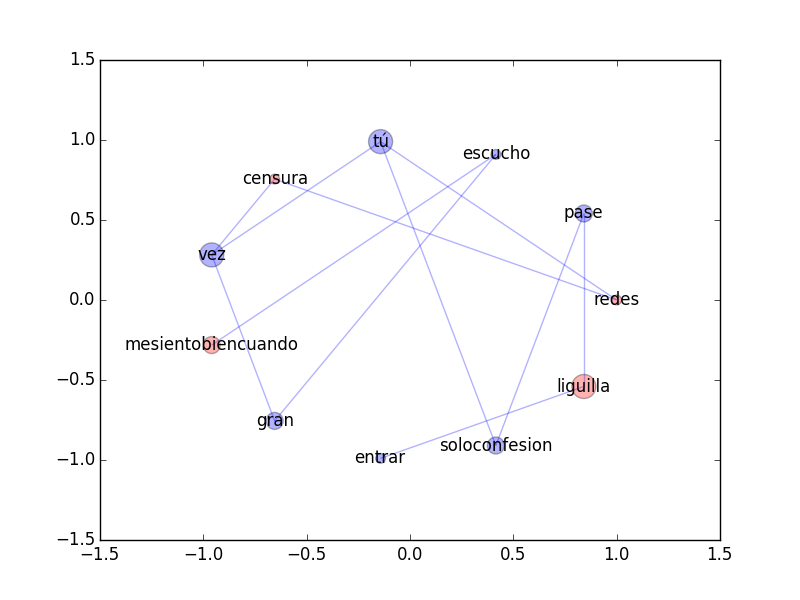 1.5
tú
1.0
escucho
censura
pase
0.5
vez
0.0
redes
mesientobiencuando
−0.5
liguilla
gran
soloconfesion
−1.0
entrar
−1.5
−1.5 −1.0 −0.5 0.0 0.5 1.0 1.5